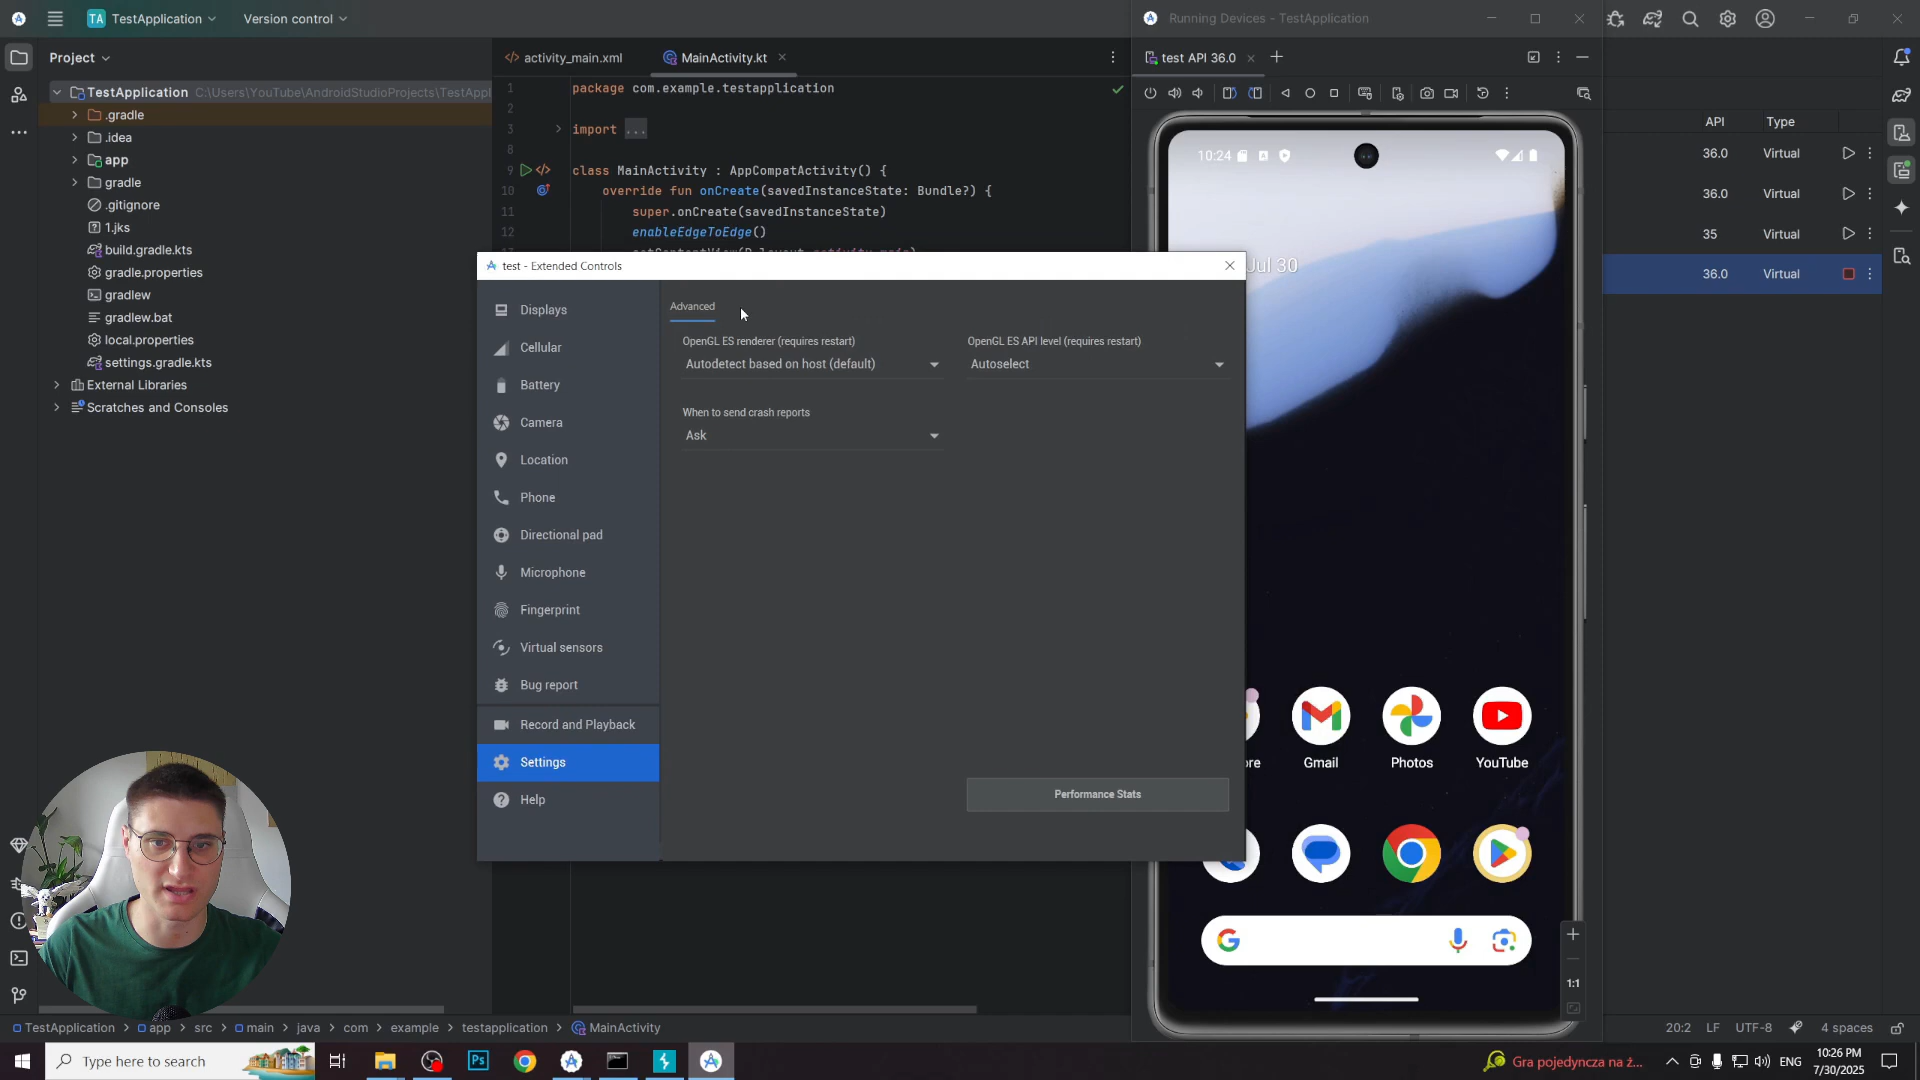 TA TestApplication Version control
Running Devices - TestApplication
Project
activity_main.xml
MainActivity.kt
test API 36.0
TestApplication C:\Users\YouTube\AndroidStudioProjects\TestAppl
.gradle
.idea
app
gradle
.gitignore
1.jks
build.gradle.kts
gradle.properties
gradlew
gradlew.bat
local.properties
settings.gradle.kts
External Libraries
Scratches and Consoles
1 package com.example.testapplication
2
3 import ...
8
9 class MainActivity : AppCompatActivity() {
10 override fun onCreate(savedInstanceState: Bundle?) {
11 super.onCreate(savedInstanceState)
12 enableEdgeToEdge()
API Type
36.0 Virtual
36.0 Virtual
35 Virtual
36.0 Virtual
test - Extended Controls
Displays
Cellular
Battery
Camera
Location
Phone
Directional pad
Microphone
Fingerprint
Virtual sensors
Bug report
Record and Playback
Settings
Help
Advanced
OpenGL ES renderer (requires restart)
Autodetect based on host (default)
OpenGL ES API level (requires restart)
Autoselect
When to send crash reports
Ask
Performance Stats
10:24
Jul 30
re
Gmail
Photos
YouTube
1:1
TestApplication > app > src > main > java > com > example > testapplication > MainActivity
20:2 LF UTF-8 4 spaces
Type here to search
Ps
Gra pojedyncza na ż...
ENG
10:26 PM
7/30/2025